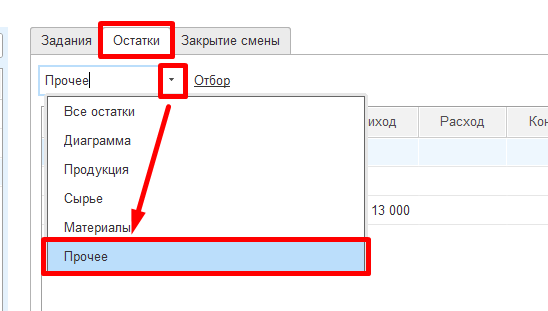 Задания Остатки Закрытие смены
Прочее Отбор
иход Расход Кон
Все остатки
Диаграмма
Продукция
Сырье
13 000
Материалы
Прочее